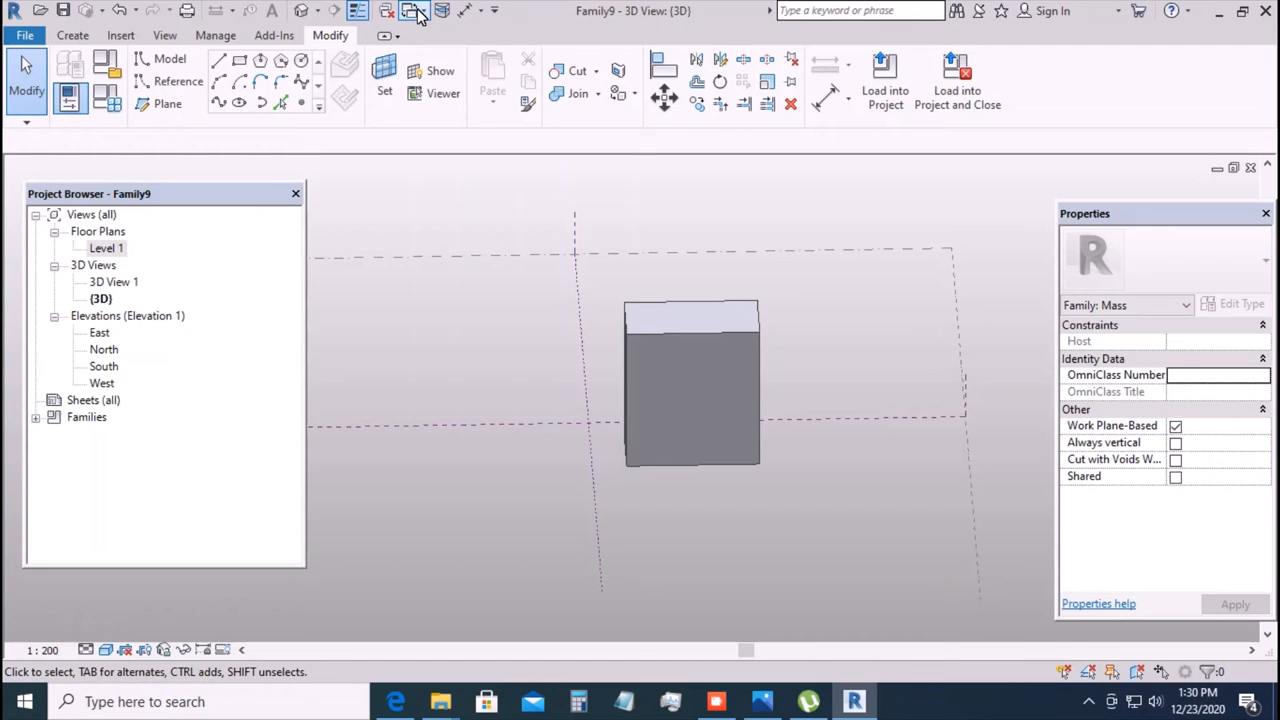 Family9 - 3D View: {3D}
Type a keyword or phrase
Sign In
File Create Insert View Manage Add-Ins Modify
Modify
Model
Reference
Plane
Set
Show
Viewer
Paste
Cut
Join
Load into Project
Load into Project and Close
Project Browser - Family9
Views (all)
Floor Plans
Level 1
3D Views
3D View 1
{3D}
Elevations (Elevation 1)
East
North
South
West
Sheets (all)
Families
Properties
R
Family: Mass
Edit Type
Constraints
Host
Identity Data
OmniClass Number
OmniClass Title
Other
Work Plane-Based
Always vertical
Cut with Voids W...
Shared
Properties help
Apply
1 : 200
Click to select, TAB for alternates, CTRL adds, SHIFT unselects.
:0
Type here to search
1:30 PM
12/23/2020
4